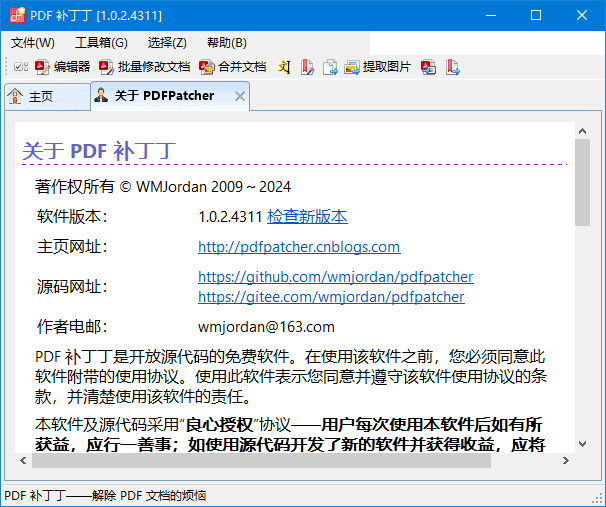 PDF 补丁丁 [1.0.2.4311]
文件(W) 工具箱(G) 选择(Z) 帮助(B)
编辑器 批量修改文档 合并文档 文 提取图片
主页 关于 PDFPatcher
关于 PDF 补丁丁
著作权所有 © WMJordan 2009～2024
软件版本： 1.0.2.4311 检查新版本
主页网址： http://pdfpatcher.cnblogs.com
源码网址： https://github.com/wmjordan/pdfpatcher
https://gitee.com/wmjordan/pdfpatcher
作者电邮： wmjordan@163.com
PDF 补丁丁是开放源代码的免费软件。在使用该软件之前，您必须同意此
软件附带的使用协议。使用此软件表示您同意并遵守该软件使用协议的条
款，并清楚使用该软件的责任。
本软件及源代码采用“良心授权”协议——用户每次使用本软件后如有所
获益，应行一善事；如使用源代码开发了新的软件并获得收益，应将
PDF 补丁丁——解除 PDF 文档的烦恼